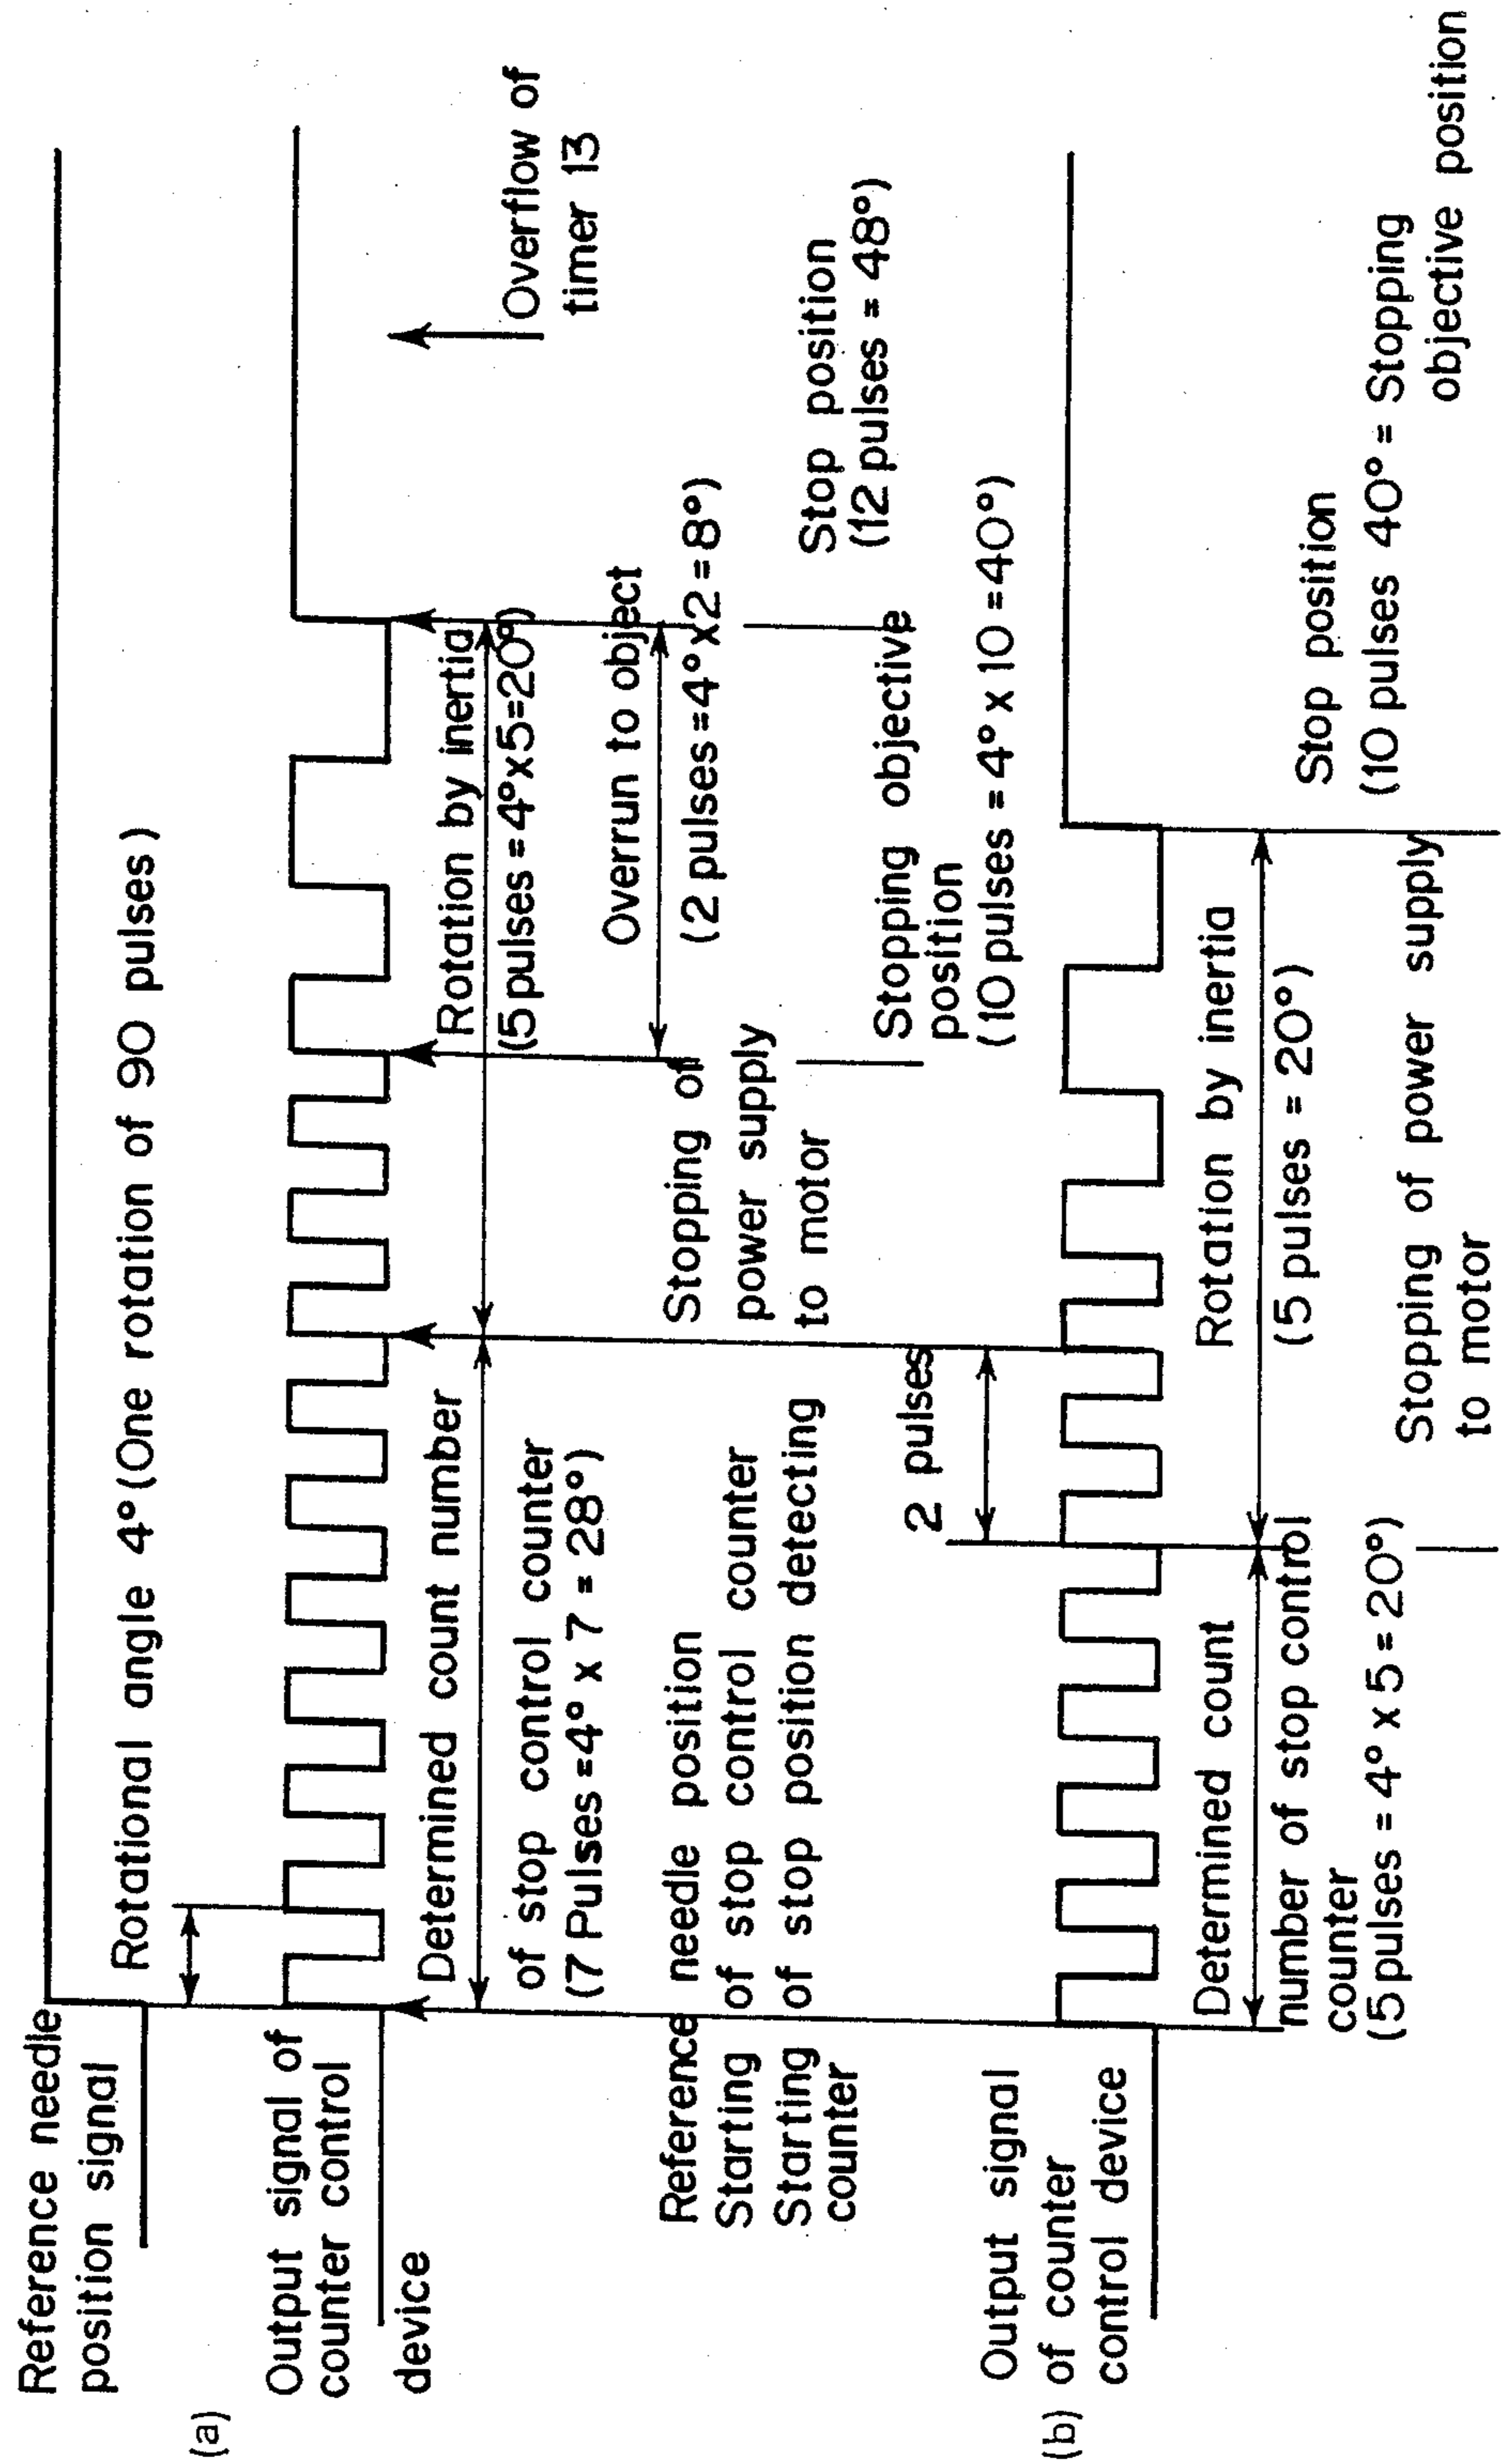 Reference needle
position signal
Rotational angle 4° (One rotation of 90 pulses)
(a)
Output signal of
counter control
device
Determined count number
of stop control counter
(7 Pulses = 4° x 7 = 28°)
Rotation by inertia
(5 pulses = 4° x 5 = 20°)
Overflow of
timer 13
Overrun to object
(2 pulses = 4° x 2 = 8°)
Reference needle position
Starting of stop control counter
Starting of stop position detecting
counter
Stopping of
power supply
to motor
Stop position
(12 pulses = 48°)
Stopping objective
position
(10 pulses = 4° x 10 = 40°)
2 pulses
Output signal
(b) of counter
control device
Determined count
number of stop control
counter
(5 pulses = 4° x 5 = 20°)
Rotation by inertia
(5 pulses = 20°)
Stopping of power supply
to motor
Stop position
(10 pulses 40° = Stopping
objective position